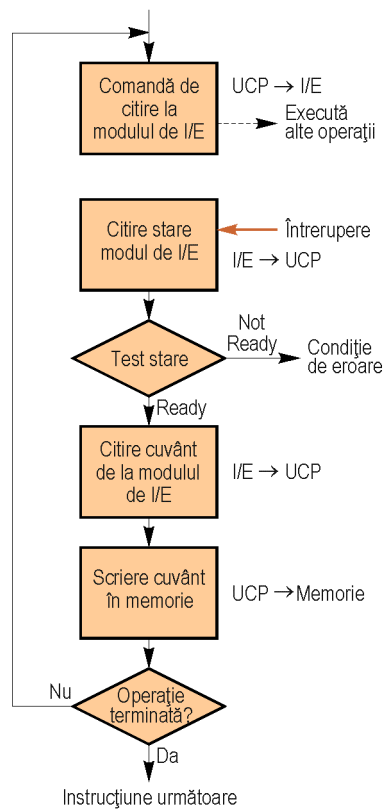 Comandă de
citire la
modulul de I/E
UCP → I/E
Execută
alte operaţii
Citire stare
modul de I/E
Întrerupere
I/E → UCP
Test stare
Not
Ready
Condiţie
de eroare
Ready
Citire cuvânt
de la modulul
de I/E
I/E → UCP
Scriere cuvânt
în memorie
UCP → Memorie
Nu
Operaţie
terminată?
Da
Instrucţiune următoare